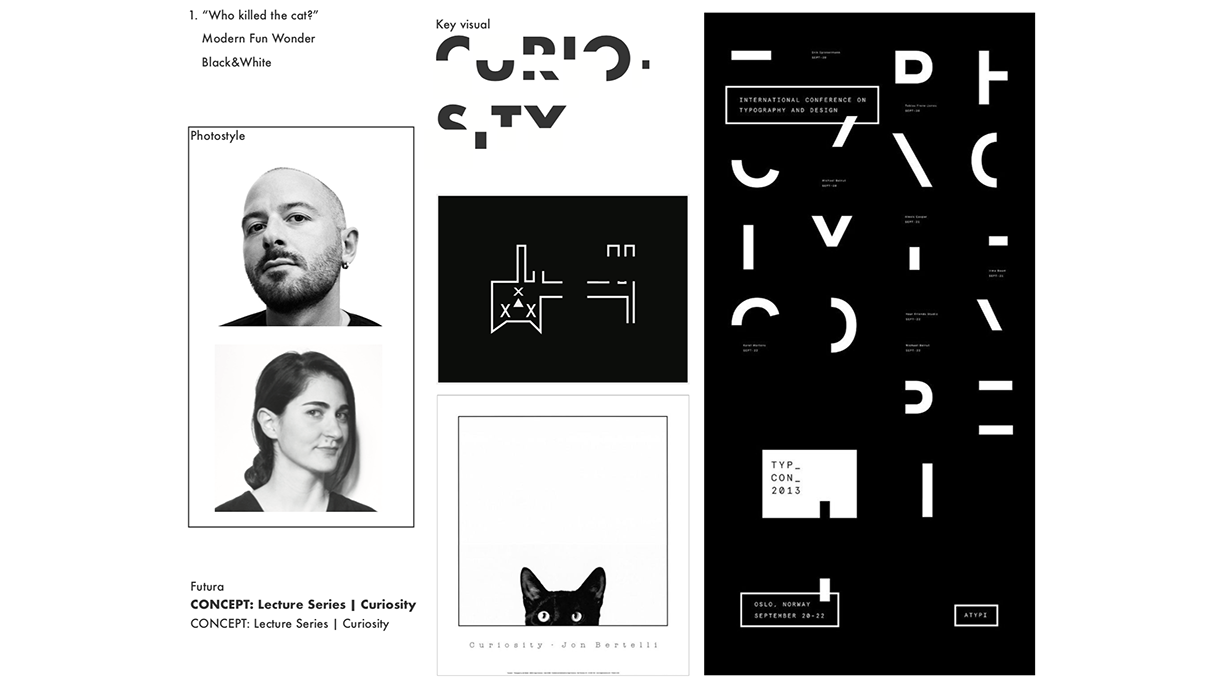 1. “Who killed the cat?”
Modern Fun Wonder
Black&White
Photostyle
Futura
CONCEPT: Lecture Series | Curiosity
CONCEPT: Lecture Series | Curiosity
Key visual
CURIO.
SITY
Curiosity - Jon Bertelli
INTERNATIONAL CONFERENCE ON
TYPOGRAPHY AND DESIGN
TYP_
CON_
2013
OSLO, NORWAY
SEPTEMBER 20-22
ATYPI